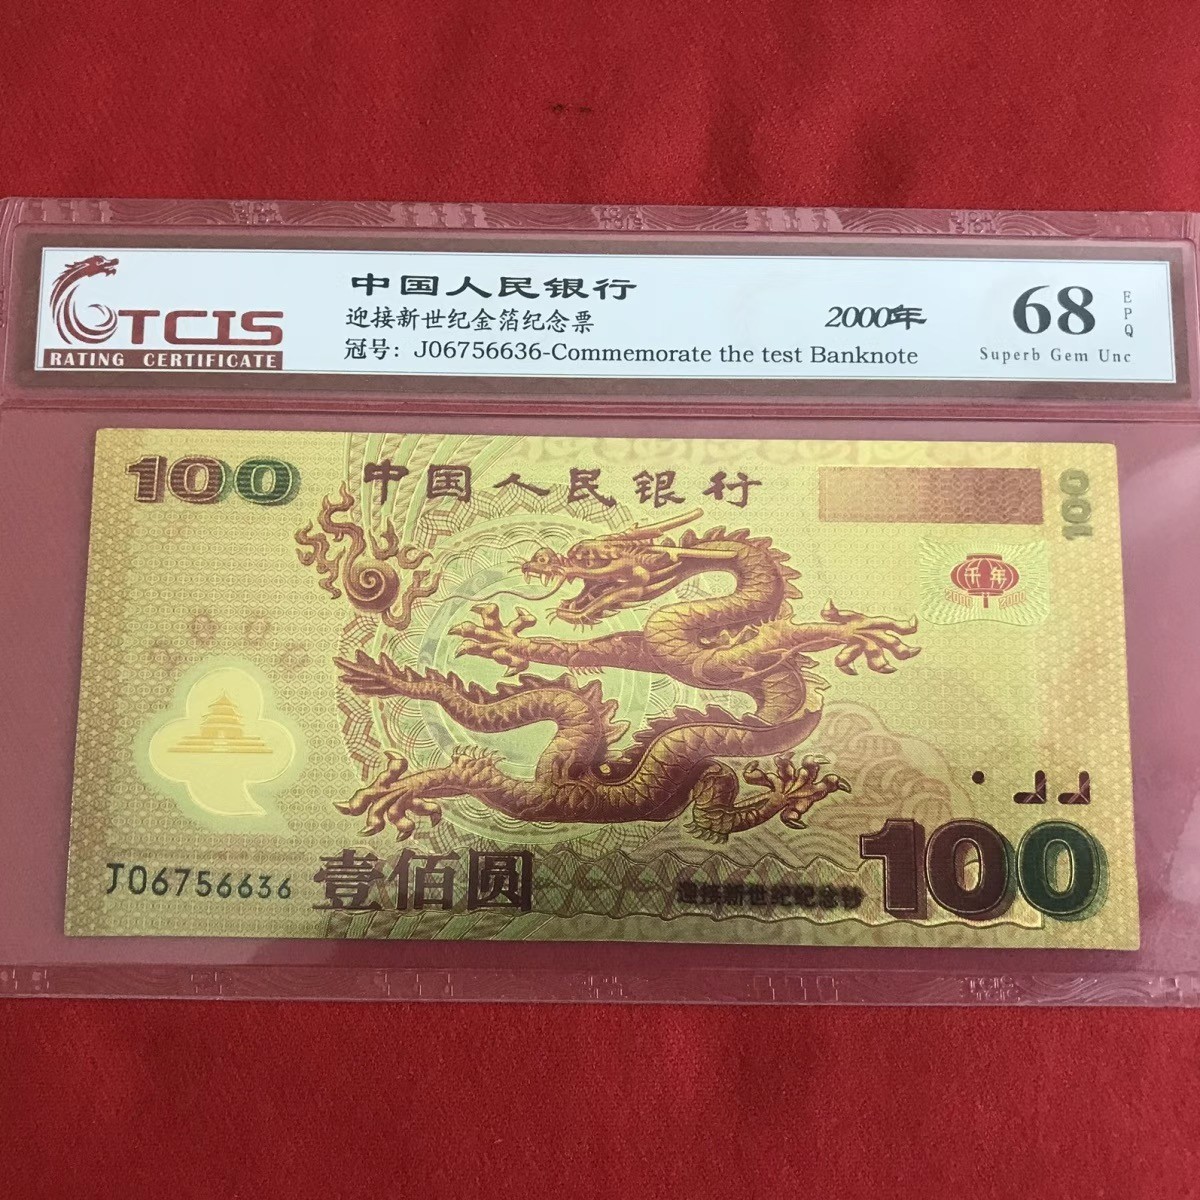 TCIS
RATING CERTIFICATE
中国人民银行
迎接新世纪金箔纪念票
冠号：J06756636-Commemorate the test Banknote
2000年
68
EPQ
Superb Gem Unc
100
中国人民银行
100
千年
2000 2000
J06756636
壹佰圆
迎接新世纪纪念钞
100